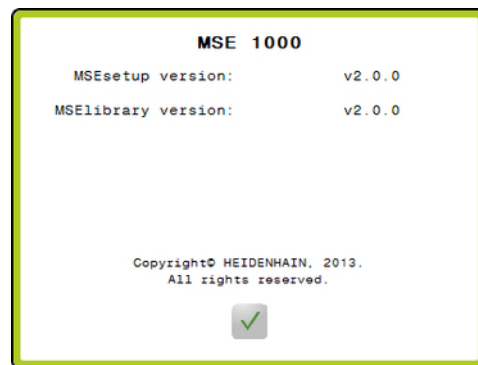 MSE 1000
MSEsetup version: v2.0.0
MSElibrary version: v2.0.0
Copyright© HEIDENHAIN, 2013.
All rights reserved.